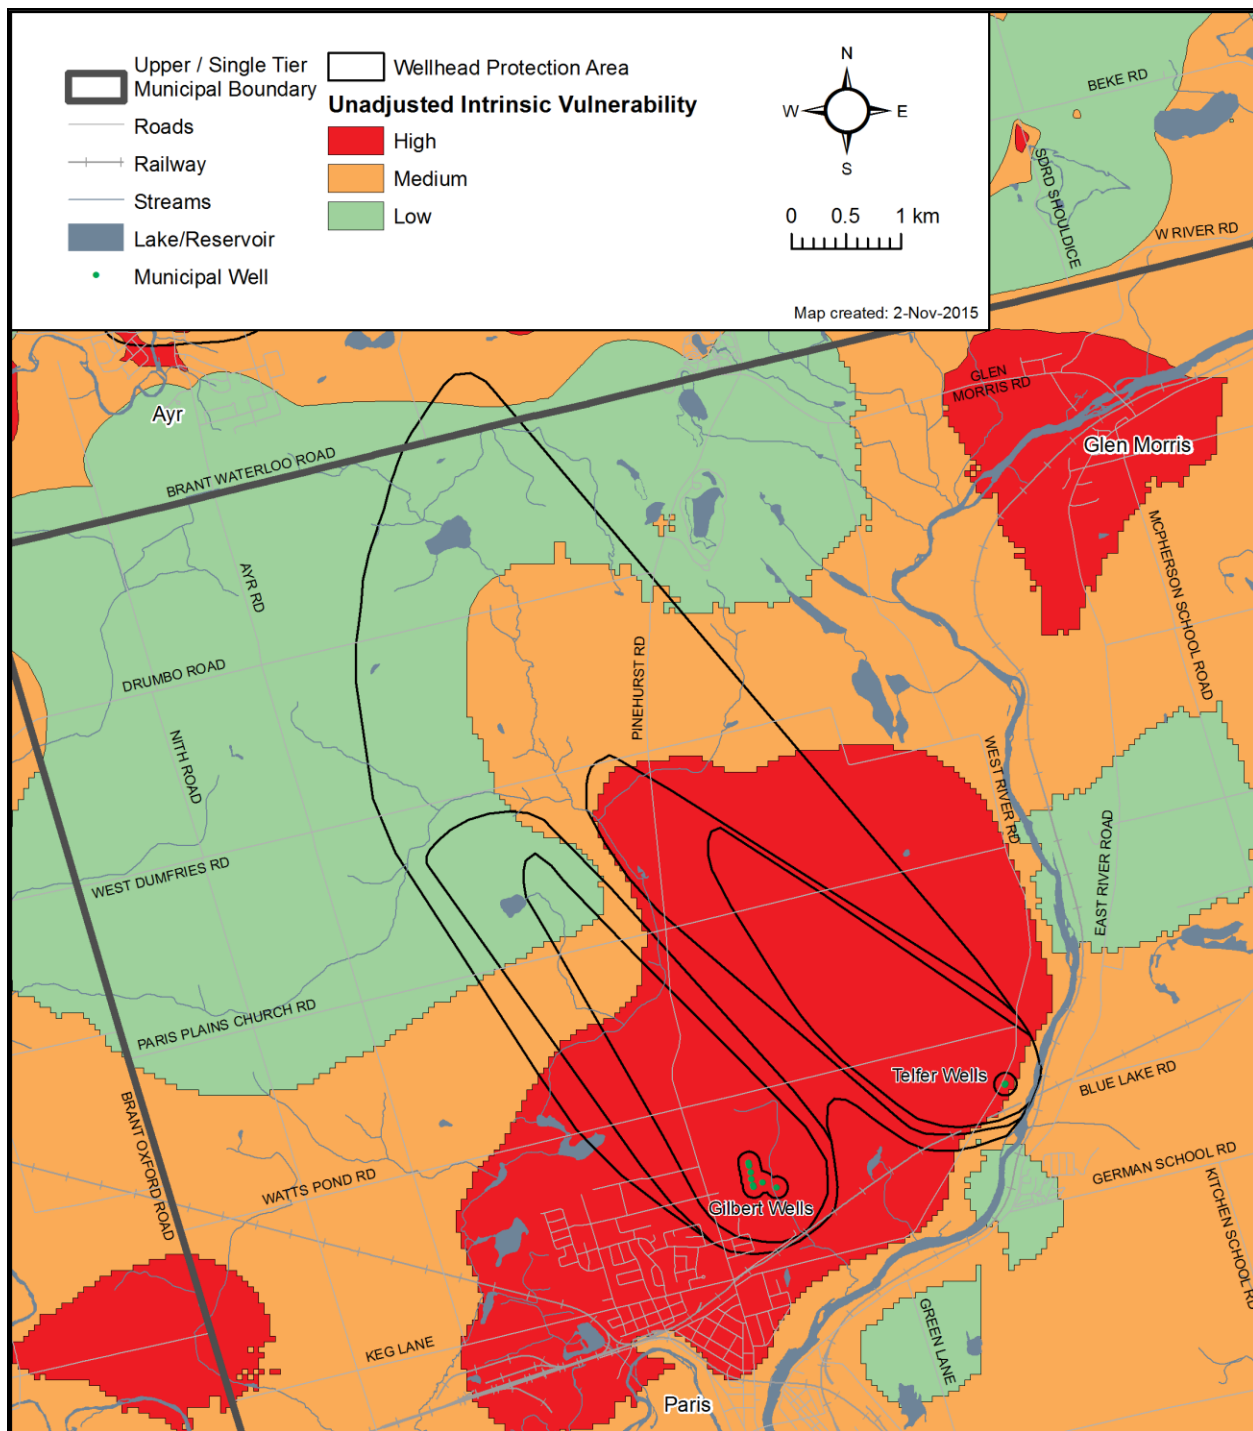 Upper / Single Tier
Municipal Boundary
Roads
Railway
Streams
Lake/Reservoir
Municipal Well
Wellhead Protection Area
Unadjusted Intrinsic Vulnerability
High
Medium
Low
N
W E
S
0 0.5 1 km
Map created: 2-Nov-2015
BEKE RD
SDRD SHOULDICE
W RIVER RD
GLEN
MORRIS RD
Ayr
Glen Morris
BRANT WATERLOO ROAD
MCPHERSON SCHOOL ROAD
AYR RD
DRUMBO ROAD
PINEHURST RD
NITH ROAD
WEST RIVER RD
WEST DUMFRIES RD
EAST RIVER ROAD
PARIS PLAINS CHURCH RD
Telfer Wells
BLUE LAKE RD
BRANT OXFORD ROAD
WATTS POND RD
GERMAN SCHOOL RD
KITCHEN SCHOOL RD
Gilbert Wells
GREEN LANE
KEG LANE
Paris